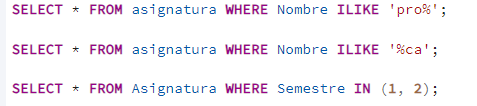 SELECT * FROM asignatura WHERE Nombre ILIKE 'pro%';
SELECT * FROM asignatura WHERE Nombre ILIKE '%ca';
SELECT * FROM Asignatura WHERE Semestre IN (1, 2);